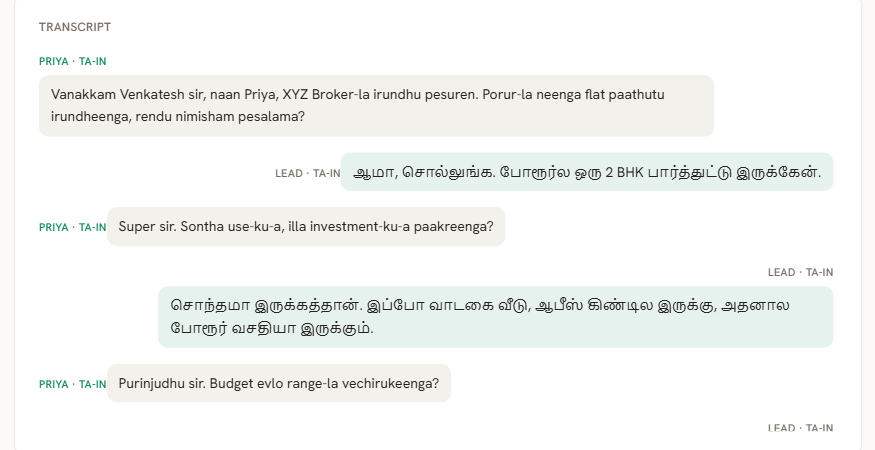 TRANSCRIPT
PRIYA · TA-IN
Vanakkam Venkatesh sir, naan Priya, XYZ Broker-la irundhu pesuren. Porur-la neenga flat paathutu
irundheenga, rendu nimisham pesalama?
LEAD · TA-IN
ஆமா, சொல்லுங்க. போரூர்ல ஒரு 2 BHK பார்த்துட்டு இருக்கேன்.
PRIYA · TA-IN
Super sir. Sontha use-ku-a, illa investment-ku-a paakreenga?
LEAD · TA-IN
சொந்தமா இருக்கத்தான். இப்போ வாடகை வீடு, ஆபீஸ் கிண்டில இருக்கு, அதனால
போரூர் வசதியா இருக்கும்.
PRIYA · TA-IN
Purinjudhu sir. Budget evlo range-la vechirukeenga?
LEAD · TA-IN